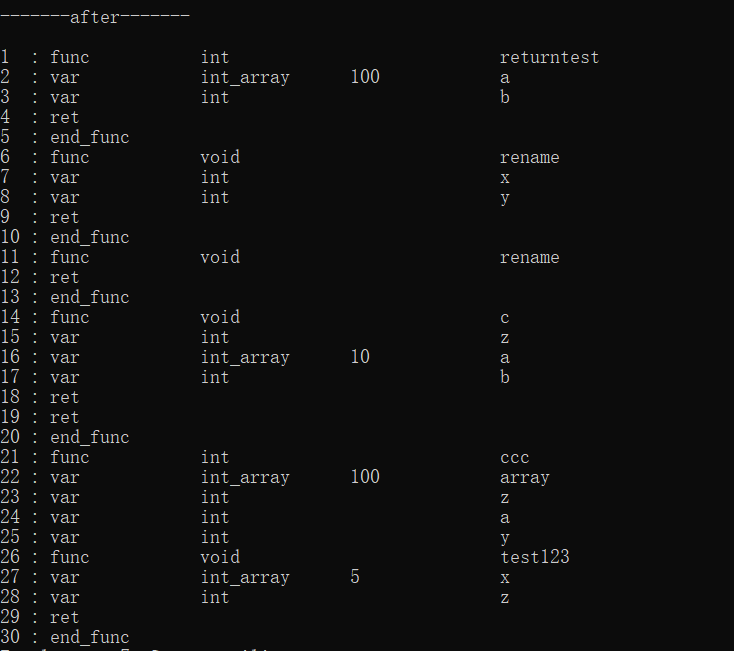 -------after-------
1 : func int returntest
2 : var int_array 100 a
3 : var int b
4 : ret
5 : end_func
6 : func void rename
7 : var int x
8 : var int y
9 : ret
10 : end_func
11 : func void rename
12 : ret
13 : end_func
14 : func void c
15 : var int z
16 : var int_array 10 a
17 : var int b
18 : ret
19 : ret
20 : end_func
21 : func int ccc
22 : var int_array 100 array
23 : var int z
24 : var int a
25 : var int y
26 : func void test123
27 : var int_array 5 x
28 : var int z
29 : ret
30 : end_func